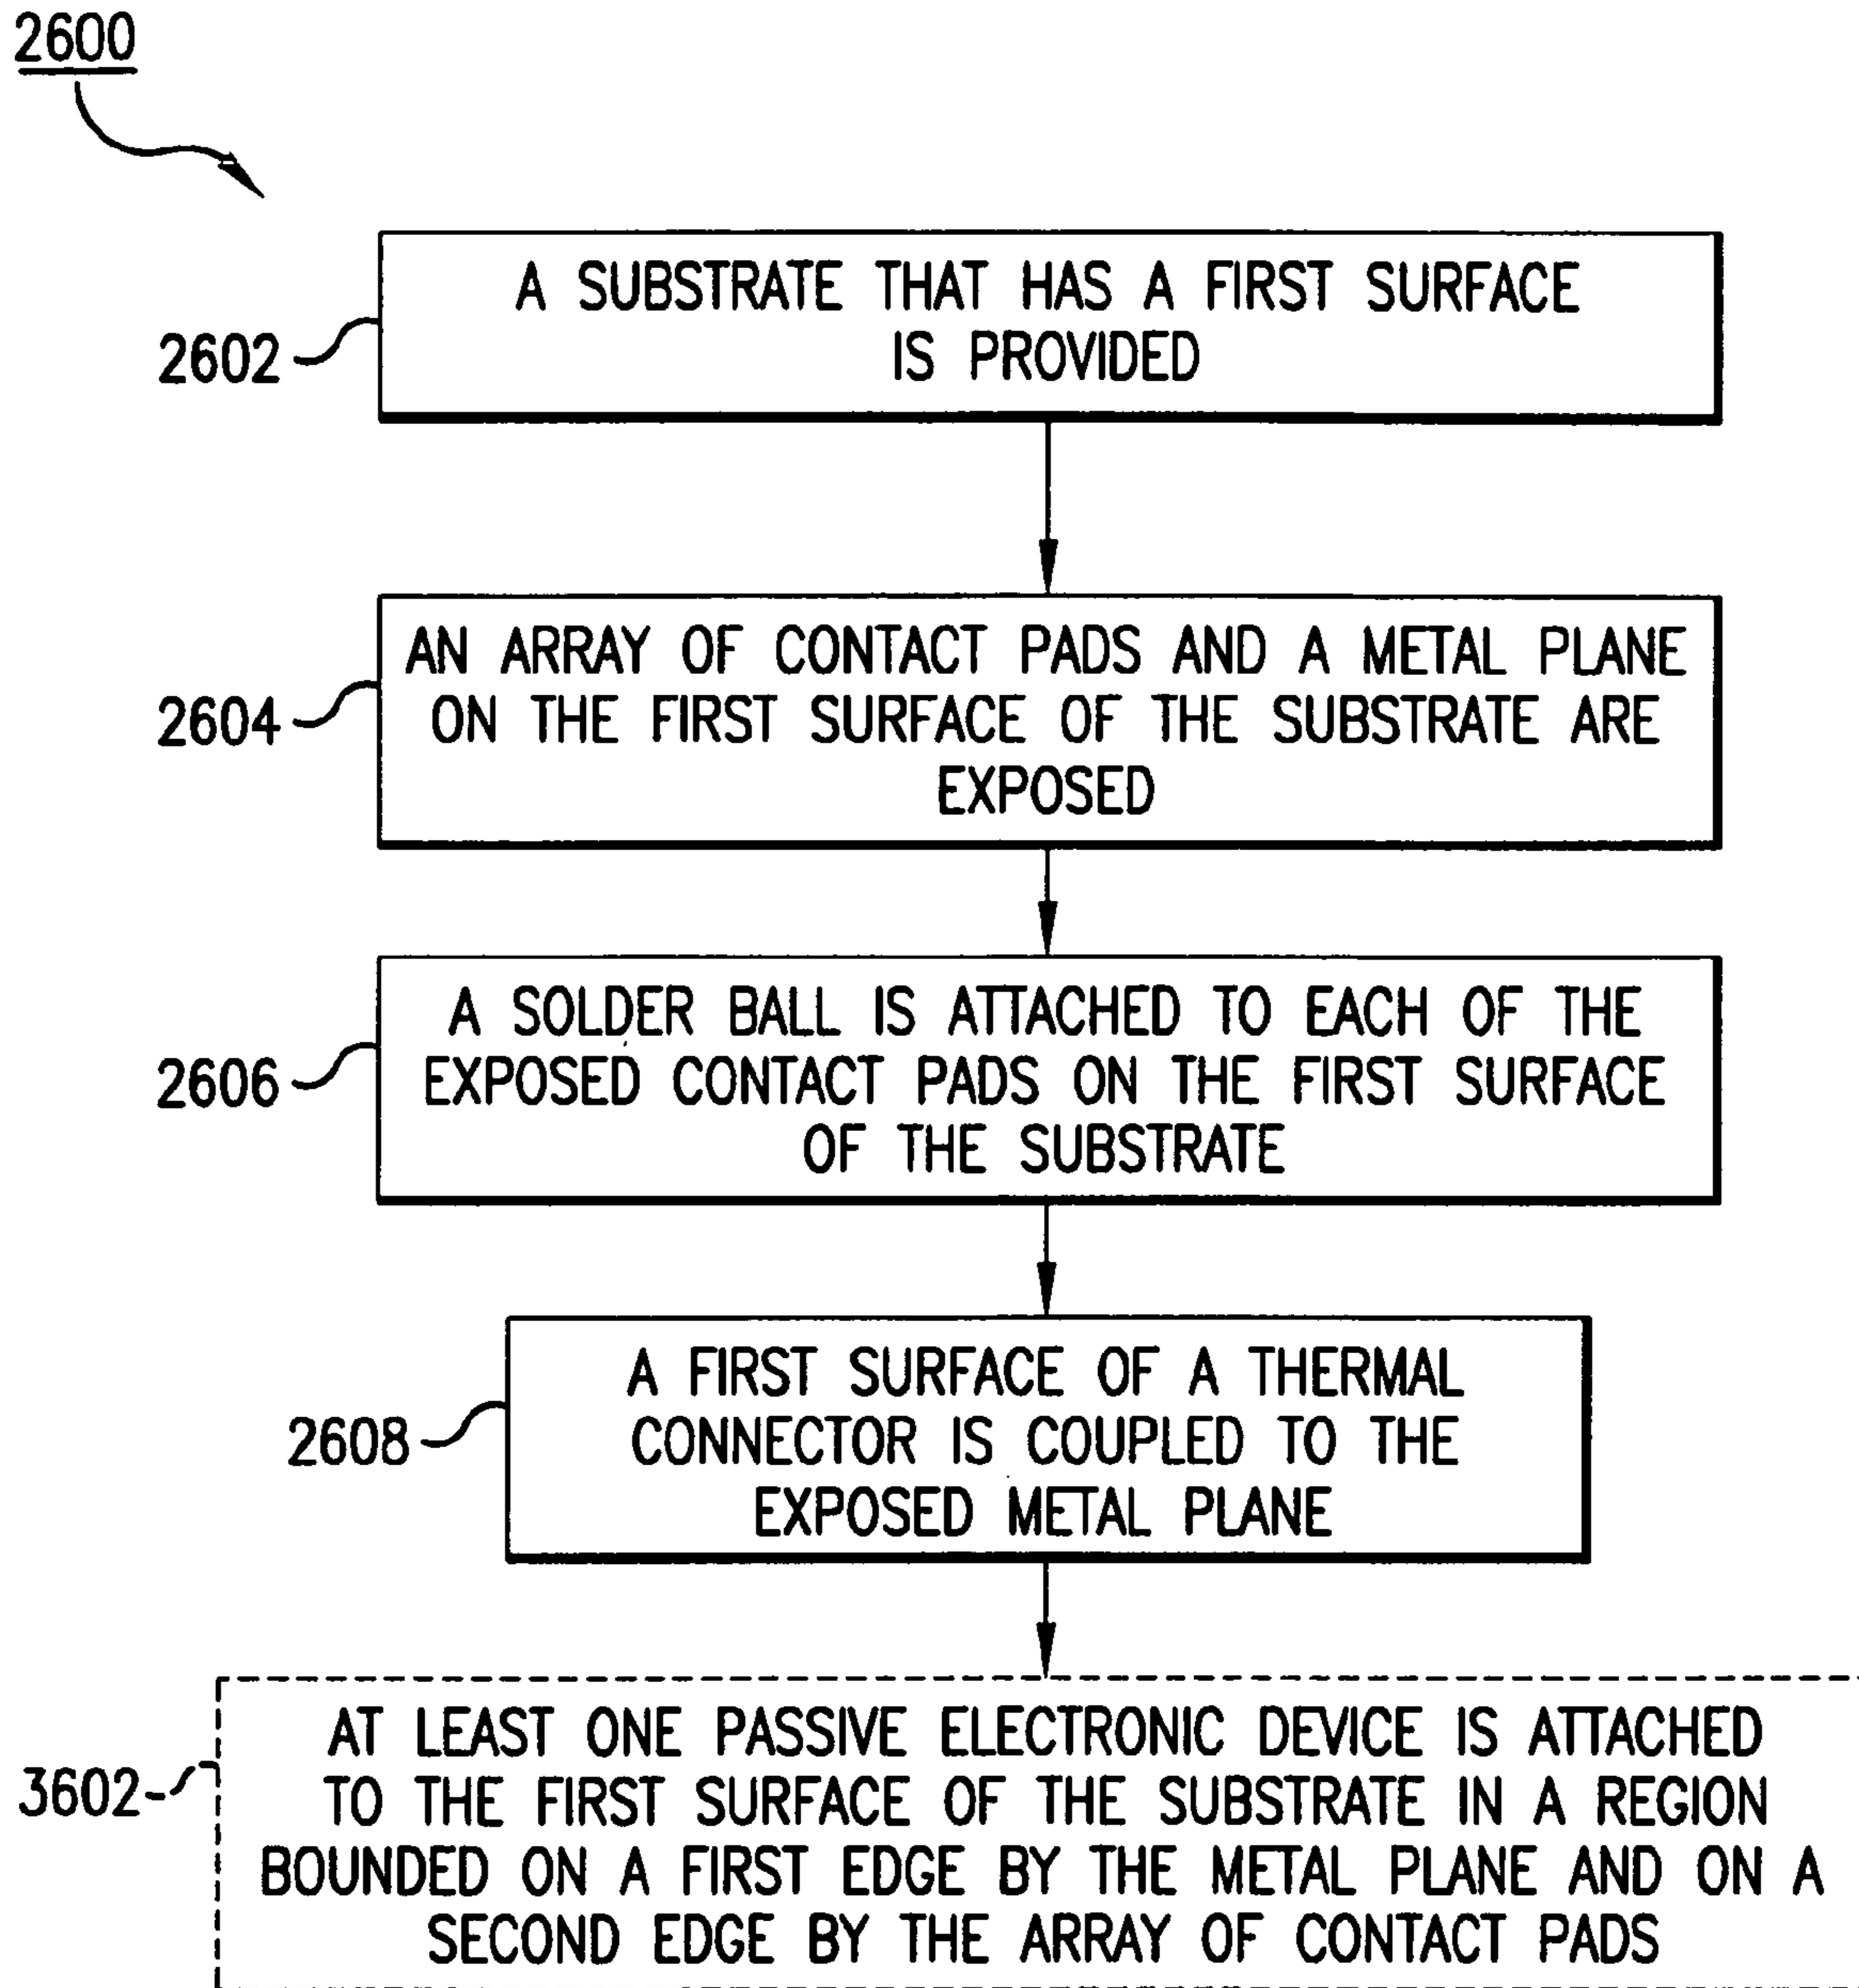 2600
A SUBSTRATE THAT HAS A FIRST SURFACE
IS PROVIDED
2602
AN ARRAY OF CONTACT PADS AND A METAL PLANE
ON THE FIRST SURFACE OF THE SUBSTRATE ARE
EXPOSED
2604
A SOLDER BALL IS ATTACHED TO EACH OF THE
EXPOSED CONTACT PADS ON THE FIRST SURFACE
OF THE SUBSTRATE
2606
A FIRST SURFACE OF A THERMAL
CONNECTOR IS COUPLED TO THE
EXPOSED METAL PLANE
2608
AT LEAST ONE PASSIVE ELECTRONIC DEVICE IS ATTACHED
TO THE FIRST SURFACE OF THE SUBSTRATE IN A REGION
BOUNDED ON A FIRST EDGE BY THE METAL PLANE AND ON A
SECOND EDGE BY THE ARRAY OF CONTACT PADS
3602